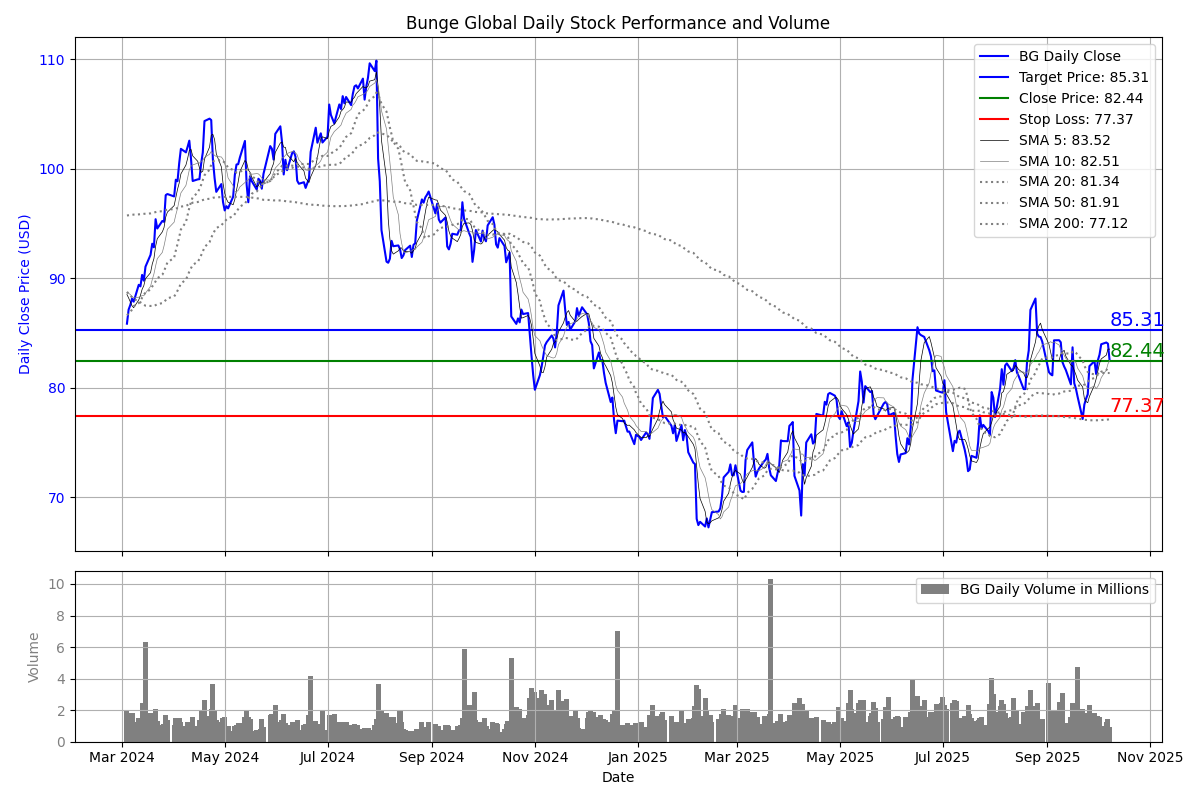 Bunge Global Daily Stock Performance and Volume
110
100
90
80
70
Daily Close Price (USD)
BG Daily Close
Target Price: 85.31
Close Price: 82.44
Stop Loss: 77.37
SMA 5: 83.52
SMA 10: 82.51
SMA 20: 81.34
SMA 50: 81.91
SMA 200: 77.12
85.31
82.44
77.37
10
8
6
4
2
0
Volume
BG Daily Volume in Millions
Mar 2024 May 2024 Jul 2024 Sep 2024 Nov 2024 Jan 2025 Mar 2025 May 2025 Jul 2025 Sep 2025 Nov 2025
Date